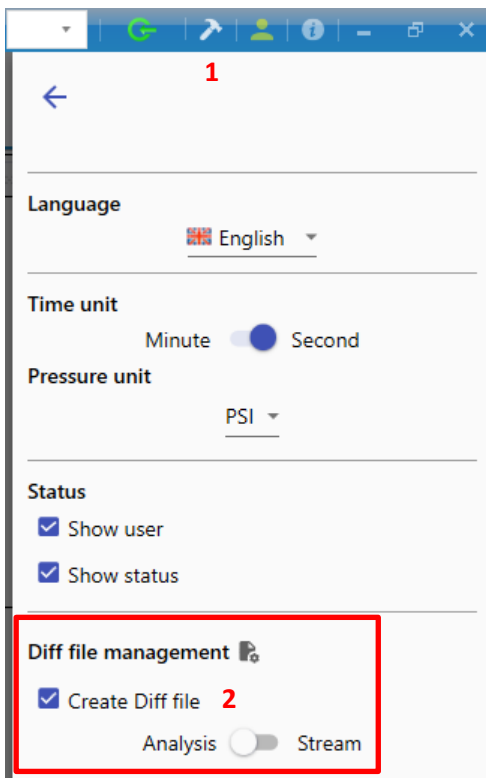 1
Language
English
Time unit
Minute Second
Pressure unit
PSI
Status
Show user
Show status
Diff file management
Create Diff file 2
Analysis Stream